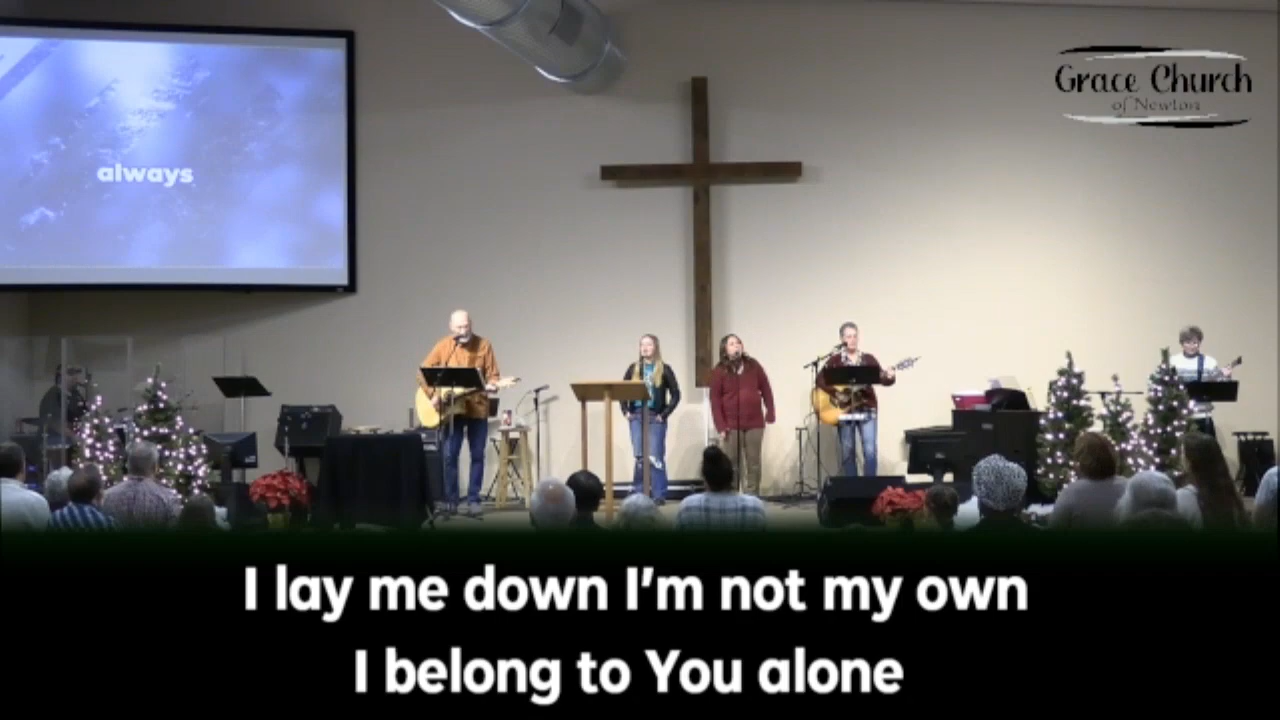 always
Grace Church
of Newton
I lay me down I'm not my own
I belong to You alone